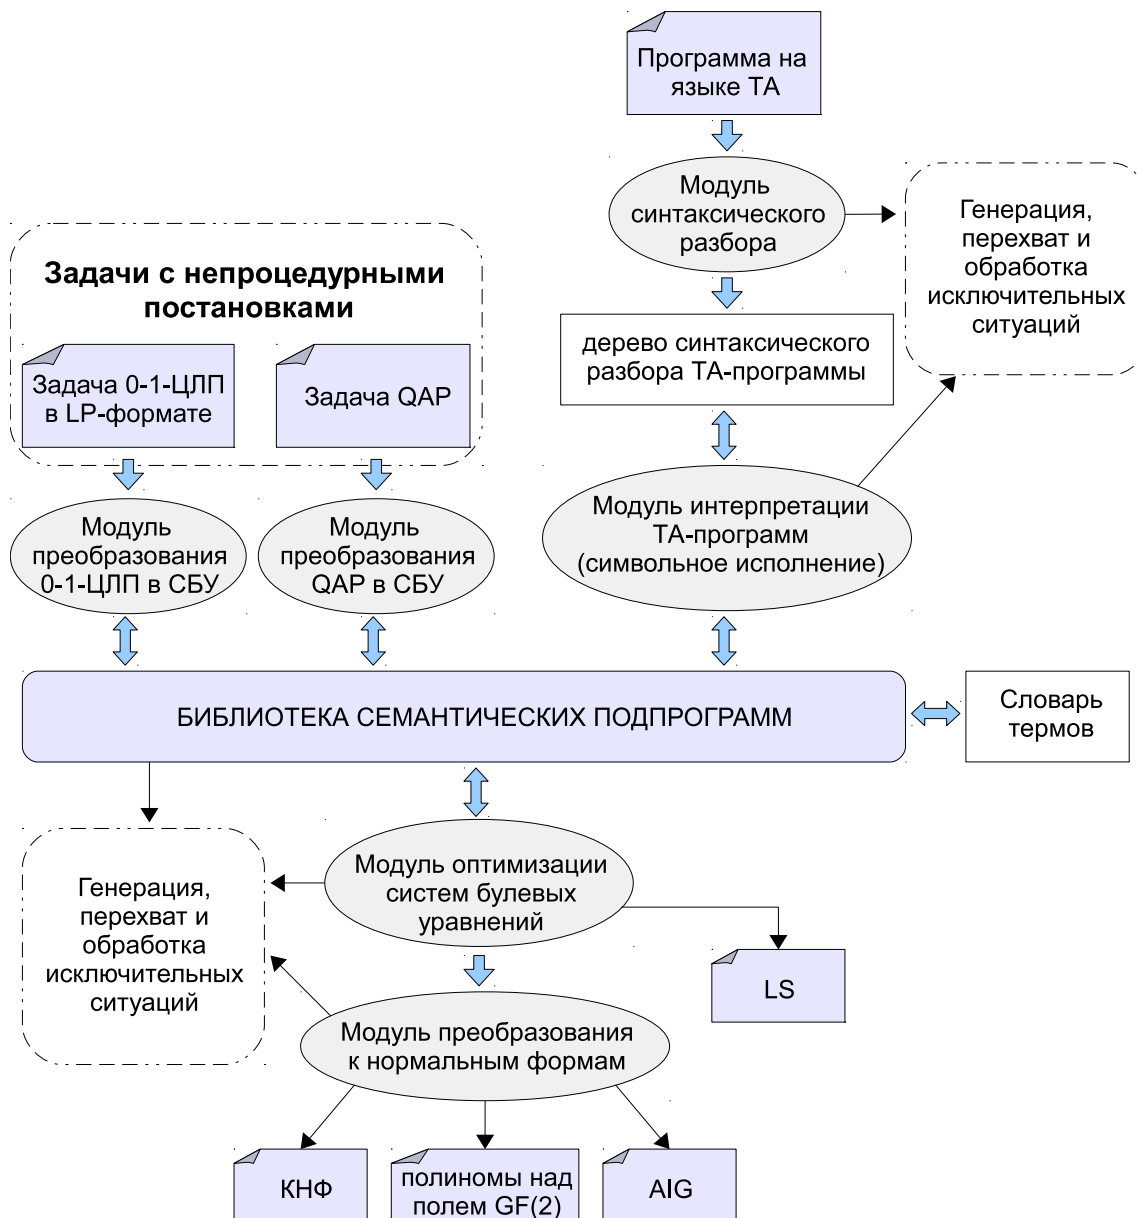 Программа на
языке ТА
Модуль
синтаксического
разбора
Генерация,
перехват и
обработка
исключительных
ситуаций
Задачи с непроцедурными
постановками
Задача 0-1-ЦЛП
в LP-формате
Задача QAP
дерево синтаксического
разбора ТА-программы
Модуль
преобразования
0-1-ЦЛП в СБУ
Модуль
преобразования
QAP в СБУ
Модуль интерпретации
ТА-программ
(символьное исполнение)
БИБЛИОТЕКА СЕМАНТИЧЕСКИХ ПОДПРОГРАММ
Словарь
термов
Модуль оптимизации
систем булевых
уравнений
Генерация,
перехват и
обработка
исключительных
ситуаций
LS
Модуль преобразования
к нормальным формам
КНФ
полиномы над
полем GF(2)
AIG